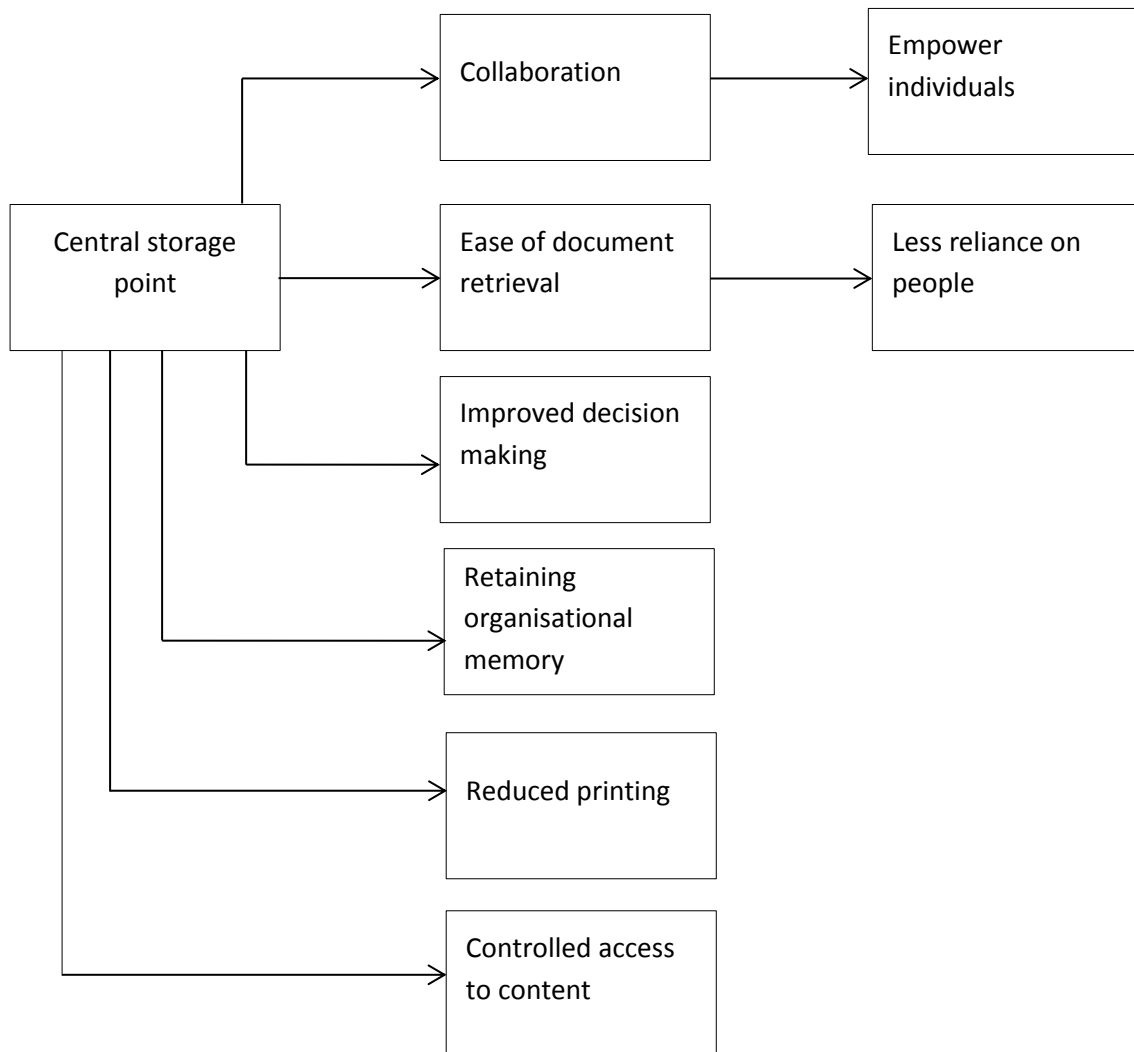 Collaboration
Empower
individuals
Central storage
point
Ease of document
retrieval
Less reliance on
people
Improved decision
making
Retaining
organisational
memory
Reduced printing
Controlled access
to content